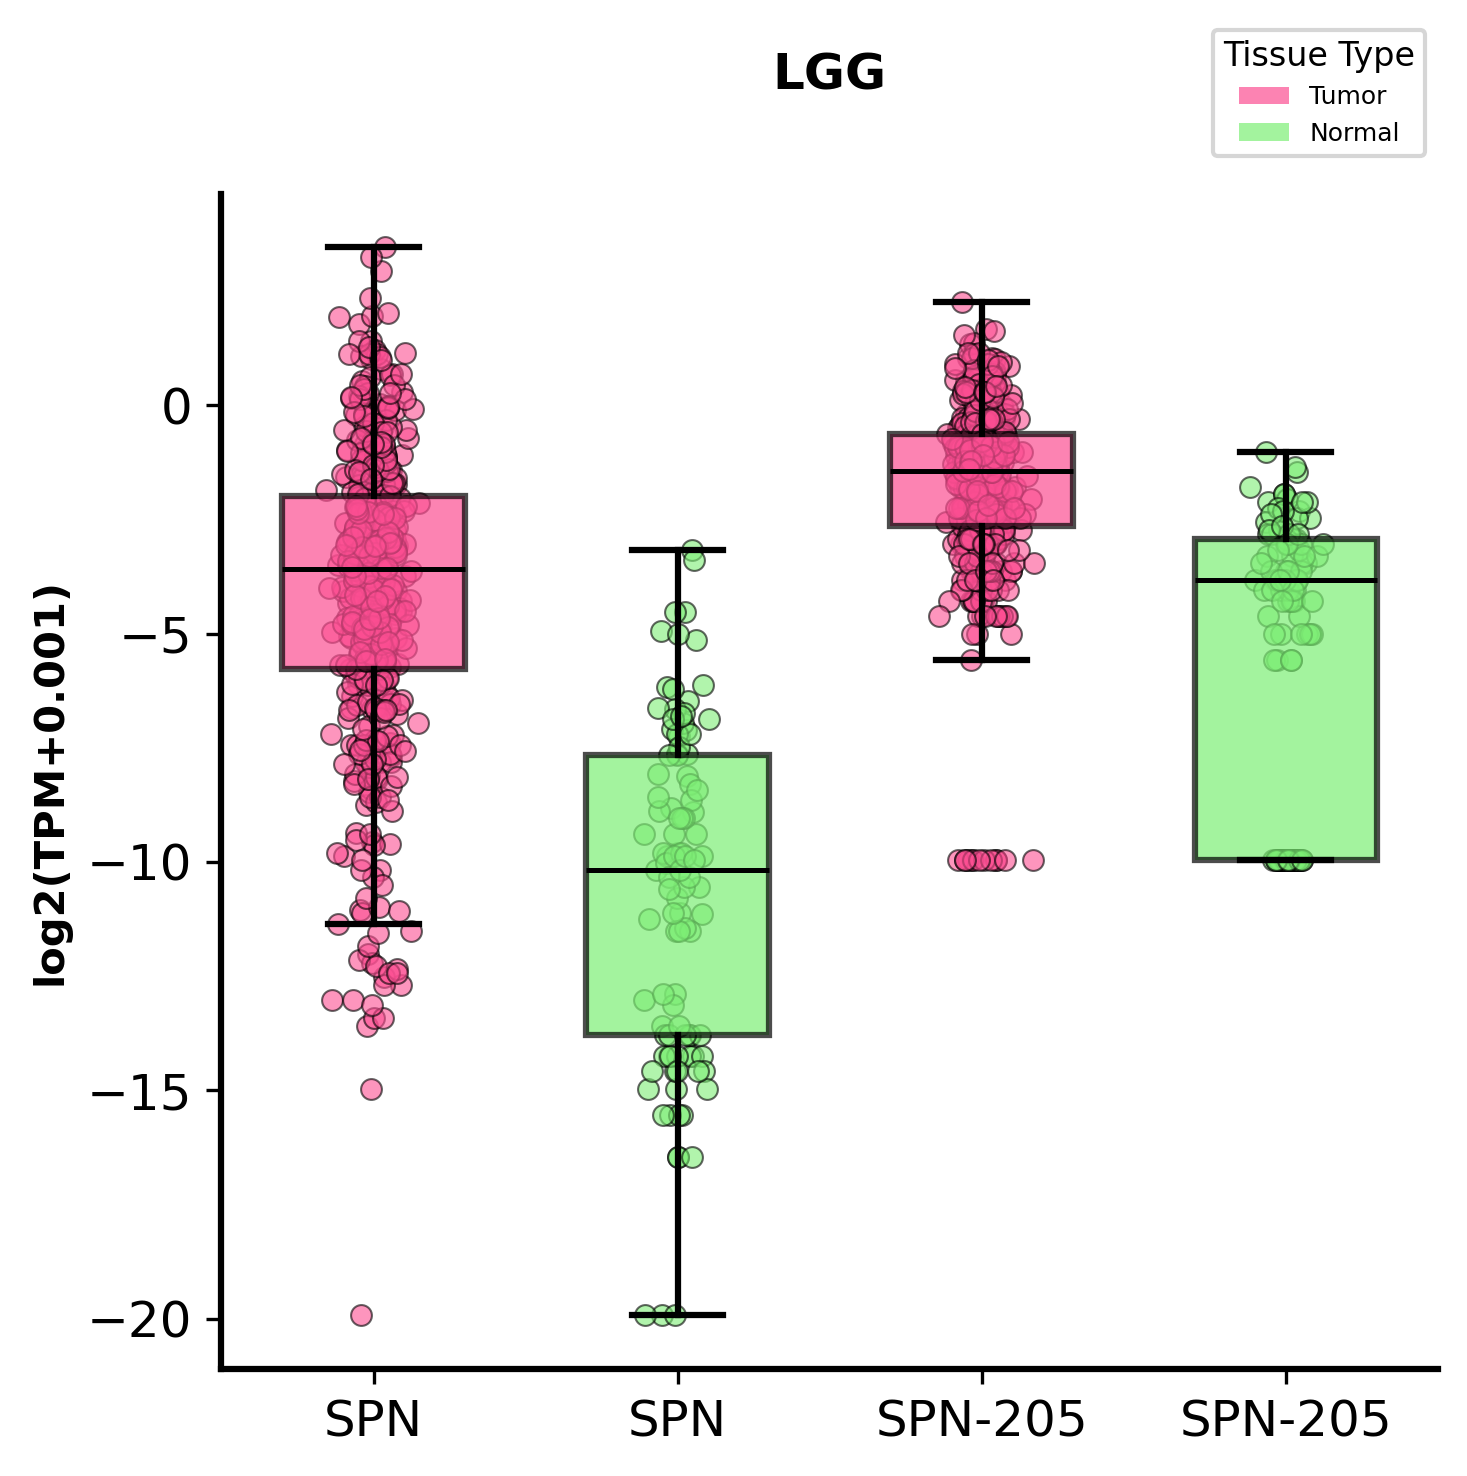 LGG
Tissue Type
Tumor
Normal
log2(TPM+0.001)
0
−5
−10
−15
−20
SPN
SPN
SPN-205
SPN-205